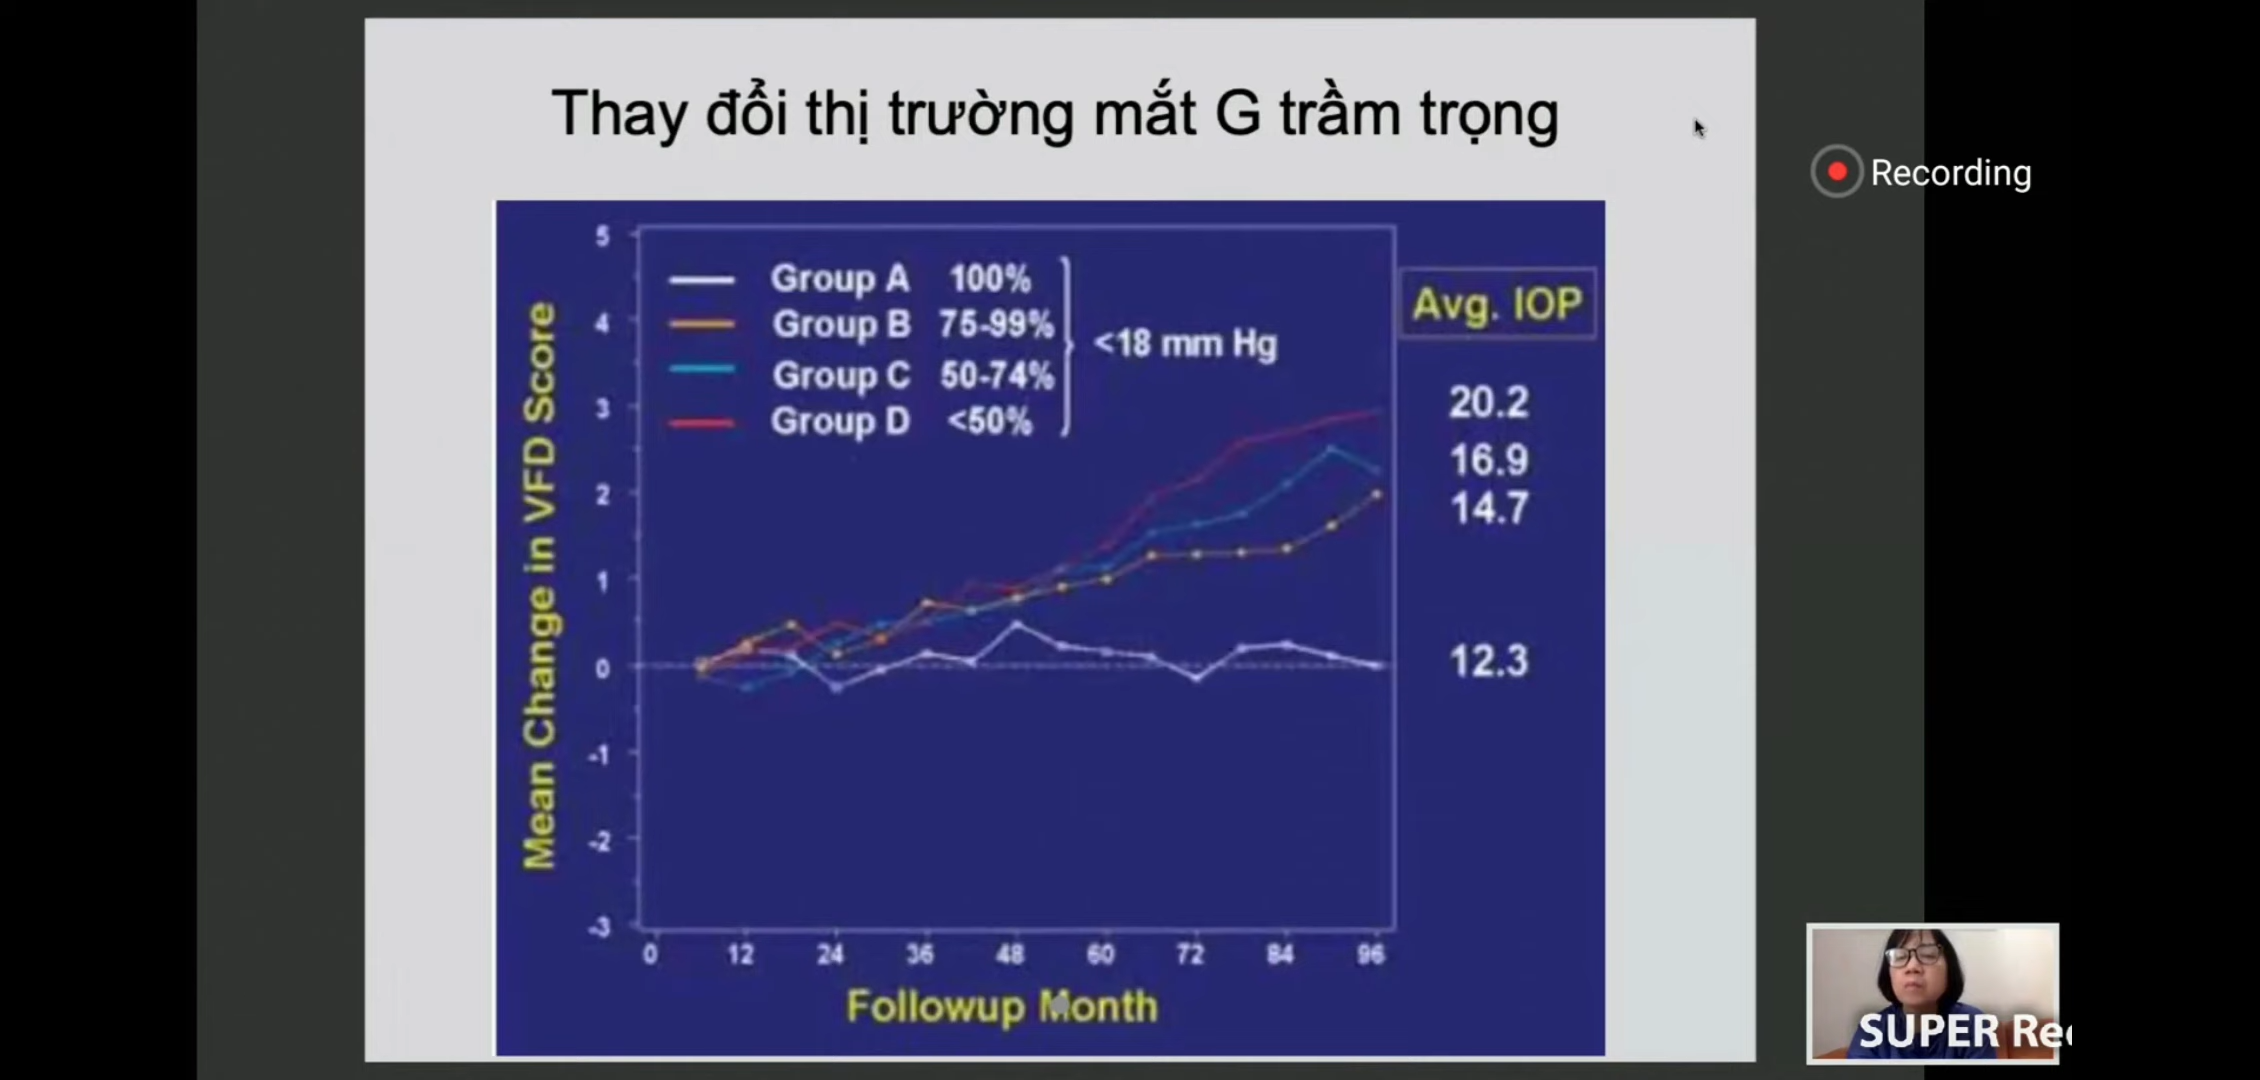 Thay đổi thị trường mắt G trầm trọng
Recording
Mean Change in VFD Score
5
4
3
2
1
0
-1
-2
-3
Group A 100%
Group B 75-99%
Group C 50-74%
Group D <50%
<18 mm Hg
Avg. IOP
20.2
16.9
14.7
12.3
0 12 24 36 48 60 72 84 96
Followup Month
SUPER Rec